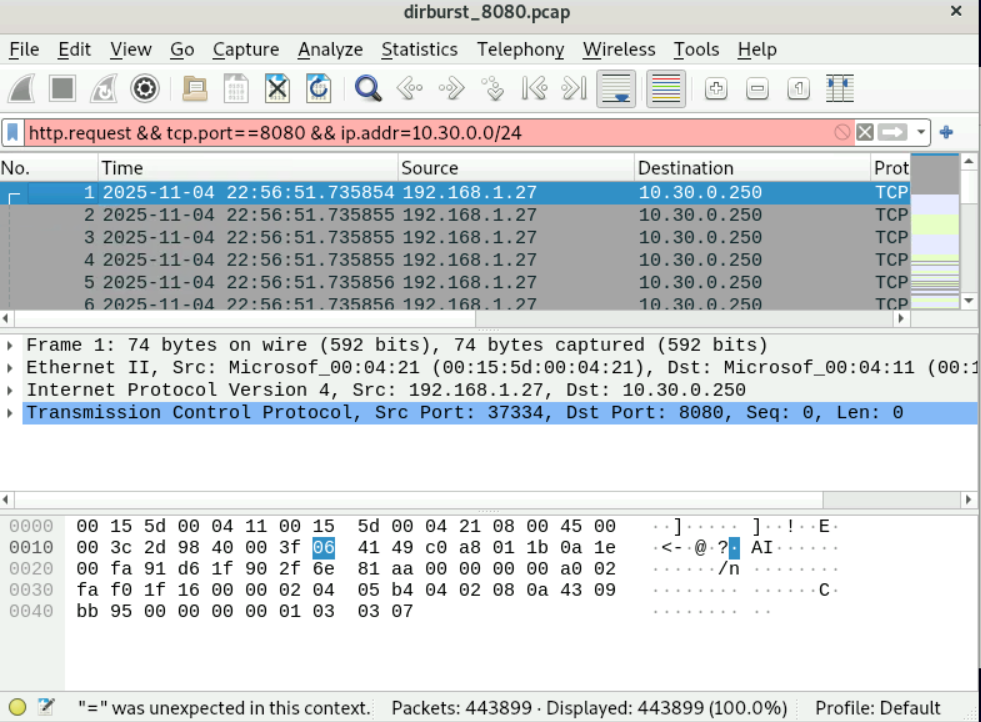 dirburst_8080.pcap ×
File Edit View Go Capture Analyze Statistics Telephony Wireless Tools Help
http.request && tcp.port==8080 && ip.addr=10.30.0.0/24
No. Time Source Destination Prot
1 2025-11-04 22:56:51.735854 192.168.1.27 10.30.0.250 TCP
2 2025-11-04 22:56:51.735855 192.168.1.27 10.30.0.250 TCP
3 2025-11-04 22:56:51.735855 192.168.1.27 10.30.0.250 TCP
4 2025-11-04 22:56:51.735856 192.168.1.27 10.30.0.250 TCP
5 2025-11-04 22:56:51.735856 192.168.1.27 10.30.0.250 TCP
6 2025-11-04 22:56:51.735856 192.168.1.27 10.30.0.250 TCP
Frame 1: 74 bytes on wire (592 bits), 74 bytes captured (592 bits)
Ethernet II, Src: Microsof_00:04:21 (00:15:5d:00:04:21), Dst: Microsof_00:04:11 (00:1
Internet Protocol Version 4, Src: 192.168.1.27, Dst: 10.30.0.250
Transmission Control Protocol, Src Port: 37334, Dst Port: 8080, Seq: 0, Len: 0
0000 00 15 5d 00 04 11 00 15 5d 00 04 21 08 00 45 00 ··]····· ]··!··E·
0010 00 3c 2d 98 40 00 3f 06 41 49 c0 a8 01 1b 0a 1e ·<-·@·?· AI······
0020 00 fa 91 d6 1f 90 2f 6e 81 aa 00 00 00 00 a0 02 ······/n ········
0030 fa f0 1f 16 00 00 02 04 05 b4 04 02 08 0a 43 09 ········ ······C·
0040 bb 95 00 00 00 00 01 03 03 07 ········ ··
"=" was unexpected in this context. Packets: 443899 · Displayed: 443899 (100.0%) Profile: Default